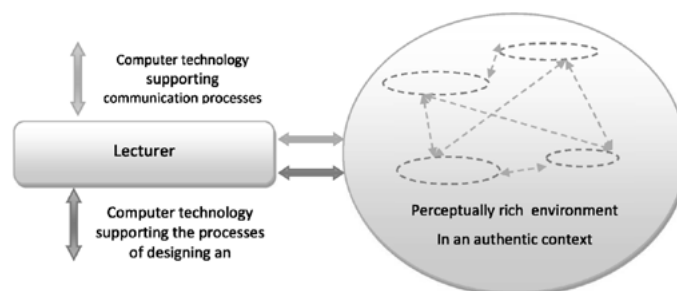 Computer technology
supporting
communication processes
Lecturer
Computer technology
supporting the processes
of designing an
Perceptually rich environment
In an authentic context